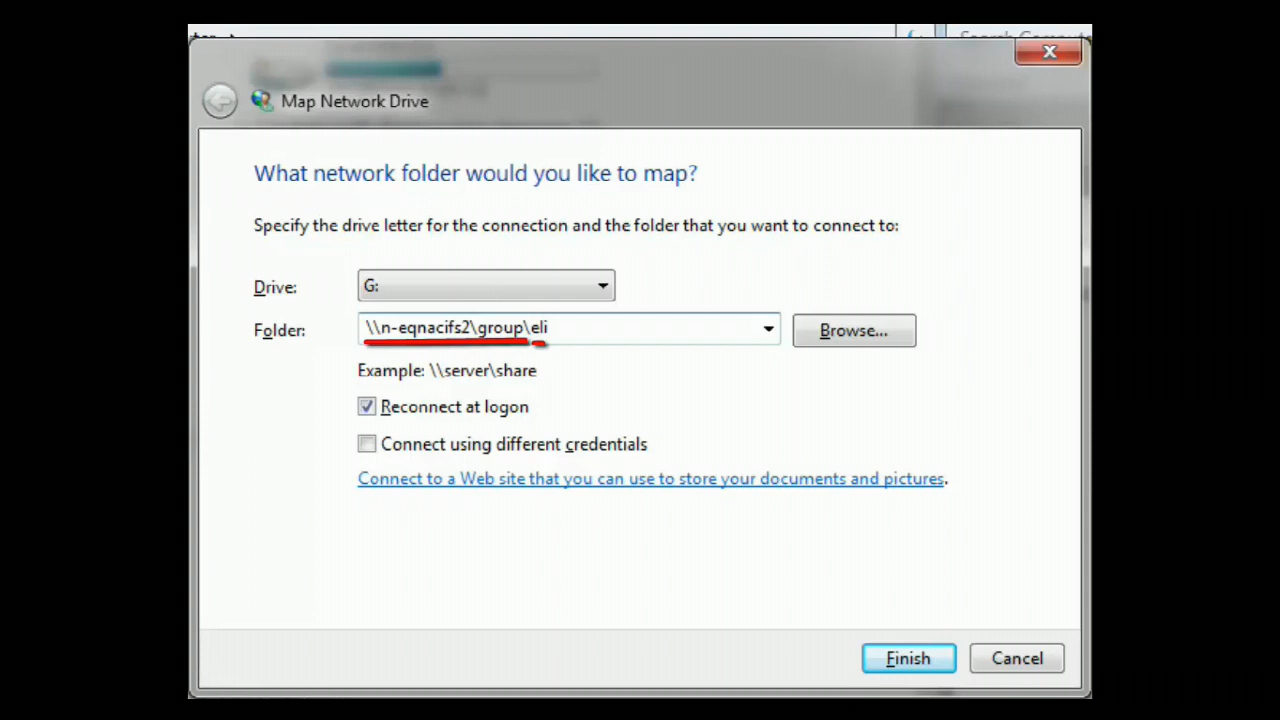 Map Network Drive
What network folder would you like to map?
Specify the drive letter for the connection and the folder that you want to connect to:
Drive: G:
Folder: \\n-eqnacifs2\group\eli Browse...
Example: \\server\share
Reconnect at logon
Connect using different credentials
Connect to a Web site that you can use to store your documents and pictures.
Finish Cancel